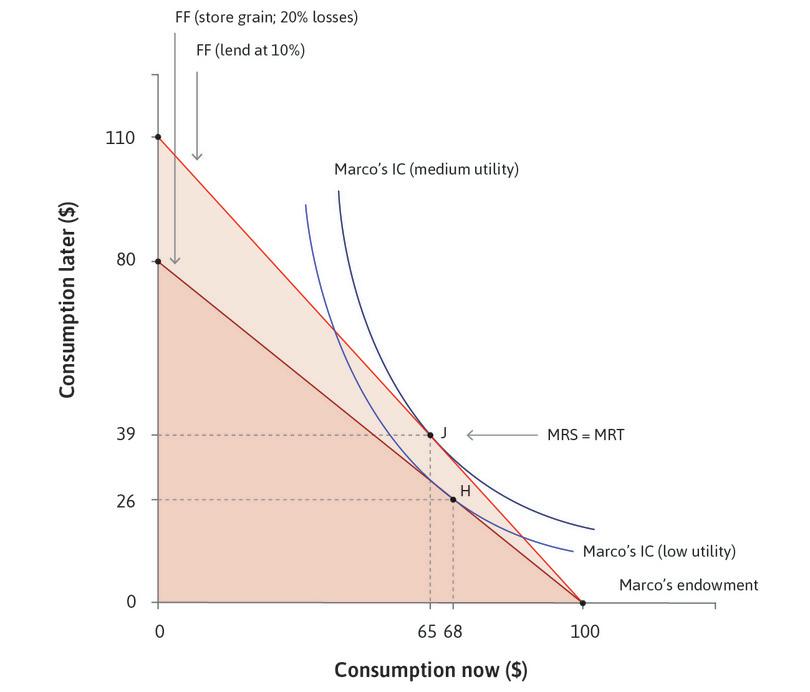 FF (store grain; 20% losses)
FF (lend at 10%)
110
Marco’s IC (medium utility)
80
Consumption later ($)
39
J
MRS = MRT
26
H
Marco’s IC (low utility)
Marco’s endowment
0
0
65
68
100
Consumption now ($)